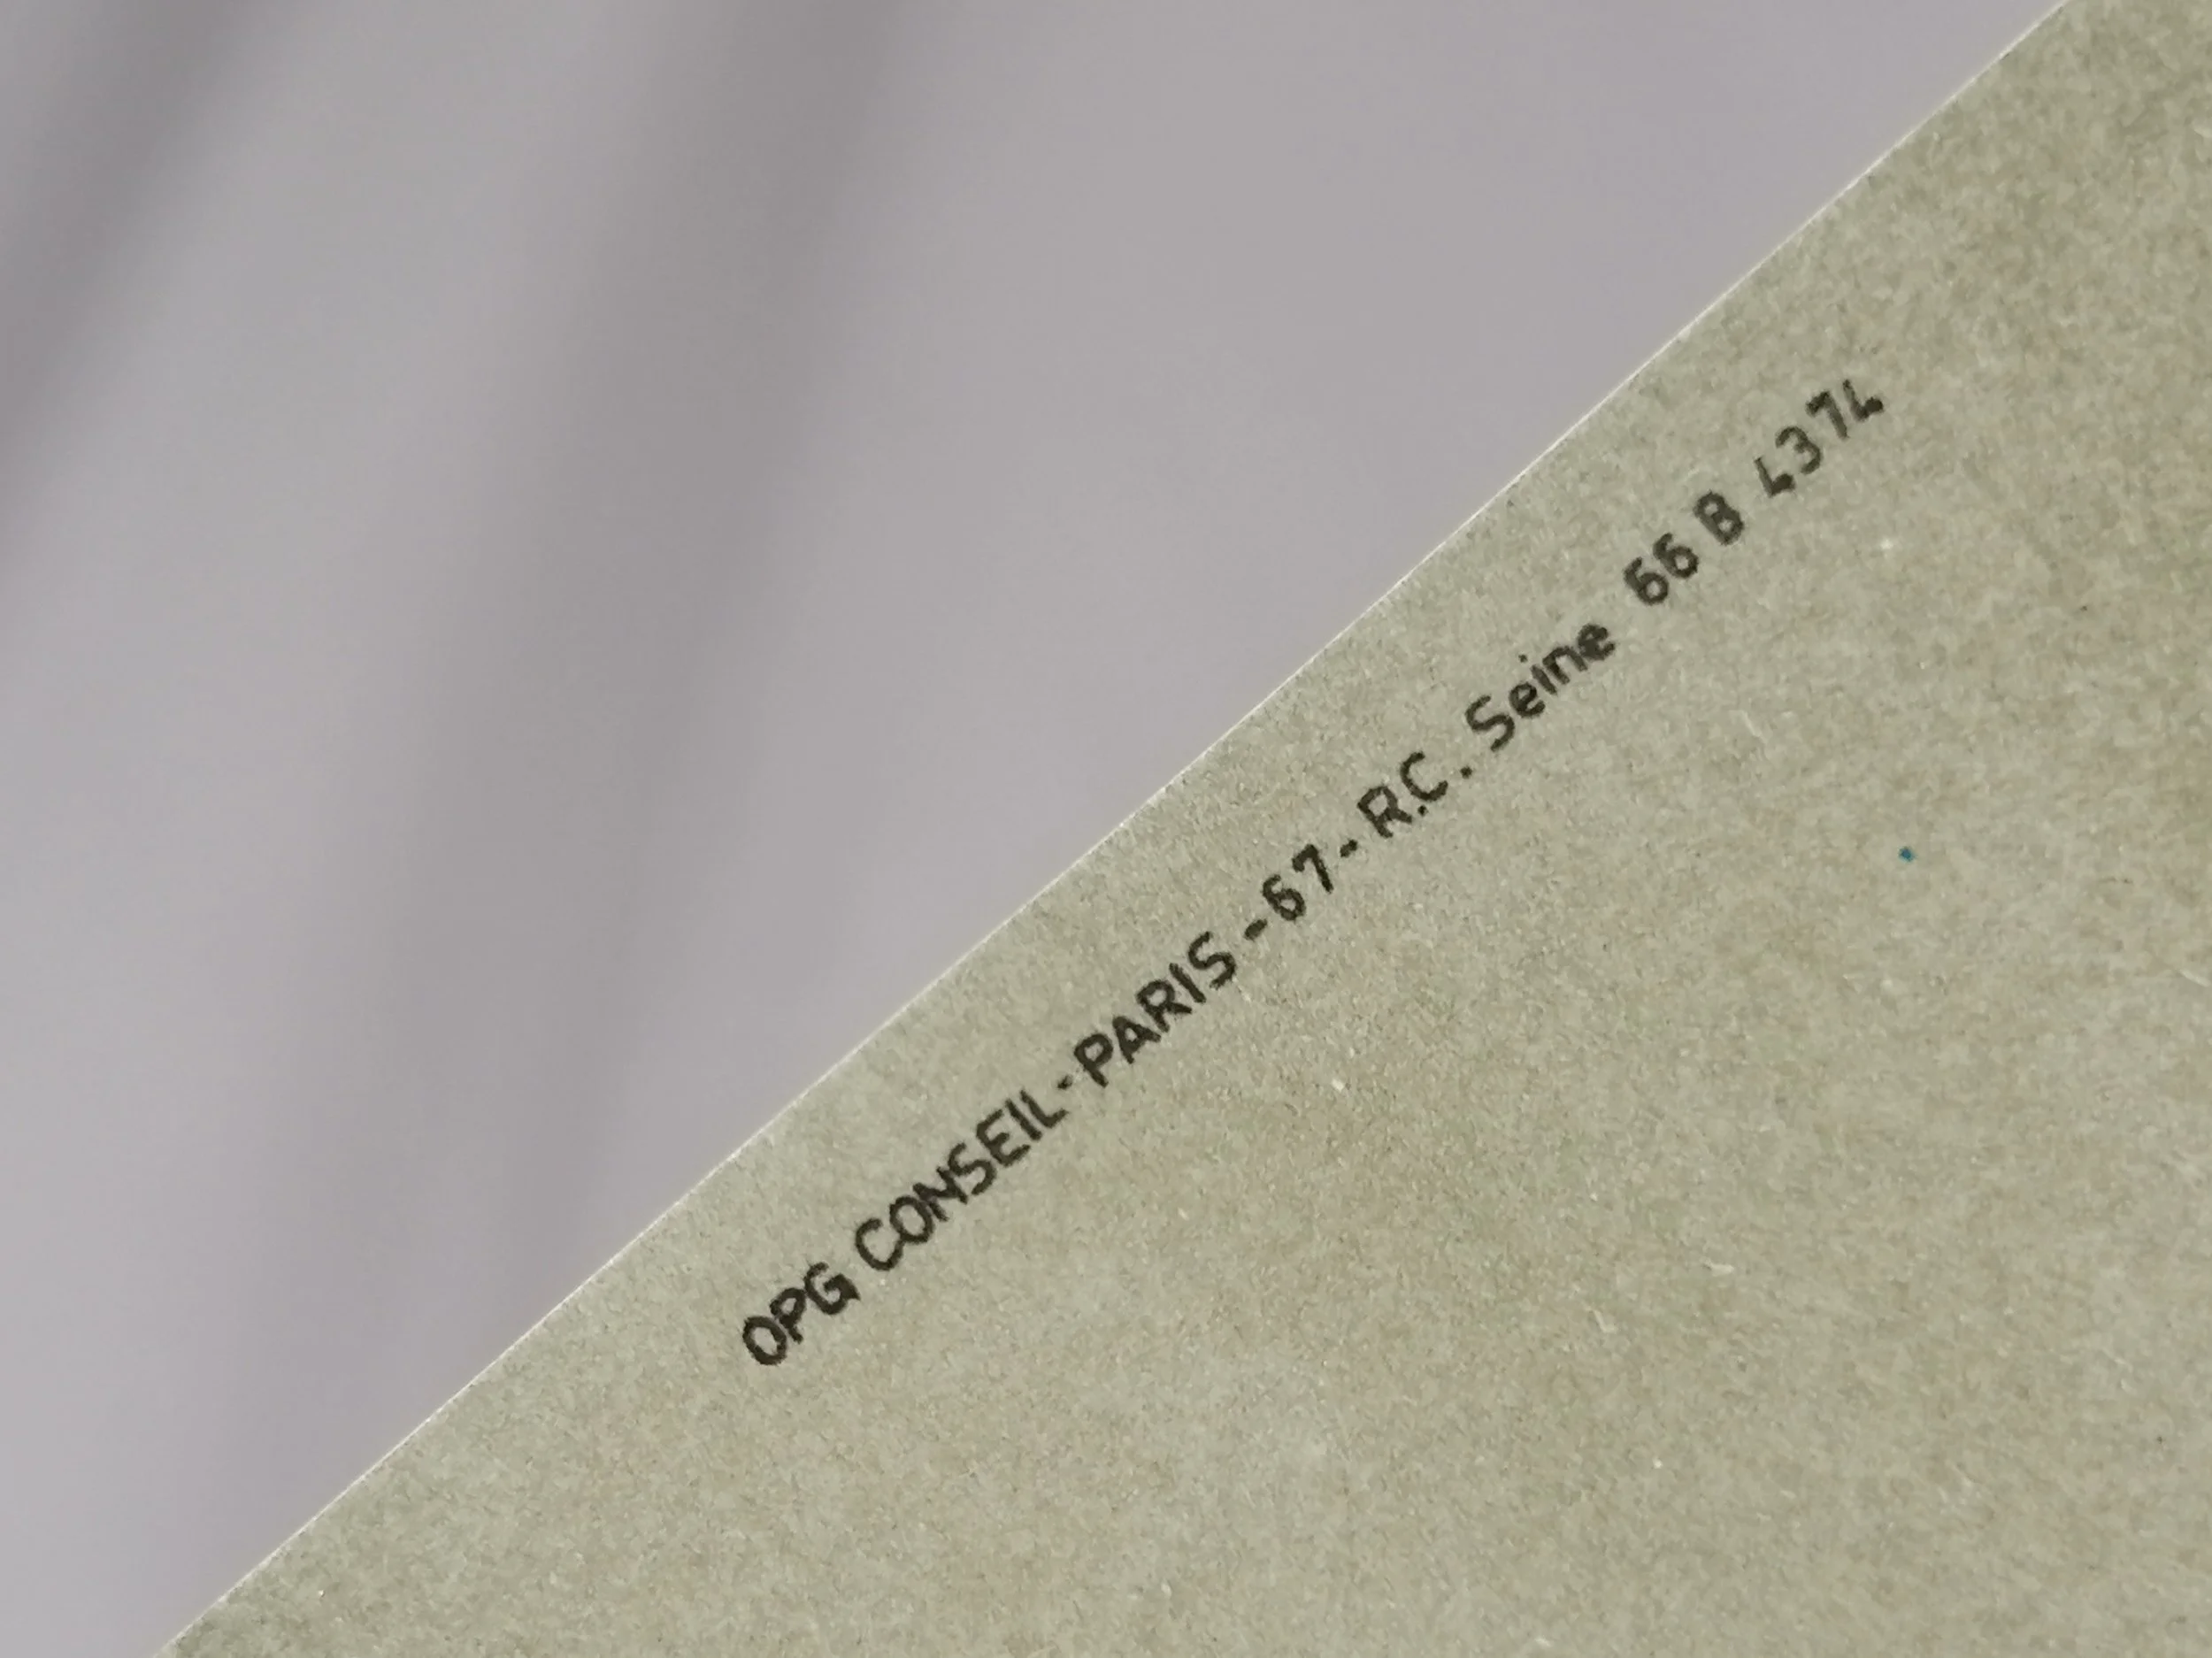 OPG CONSEIL - PARIS - 67 - R.C. Seine 66 B 4374